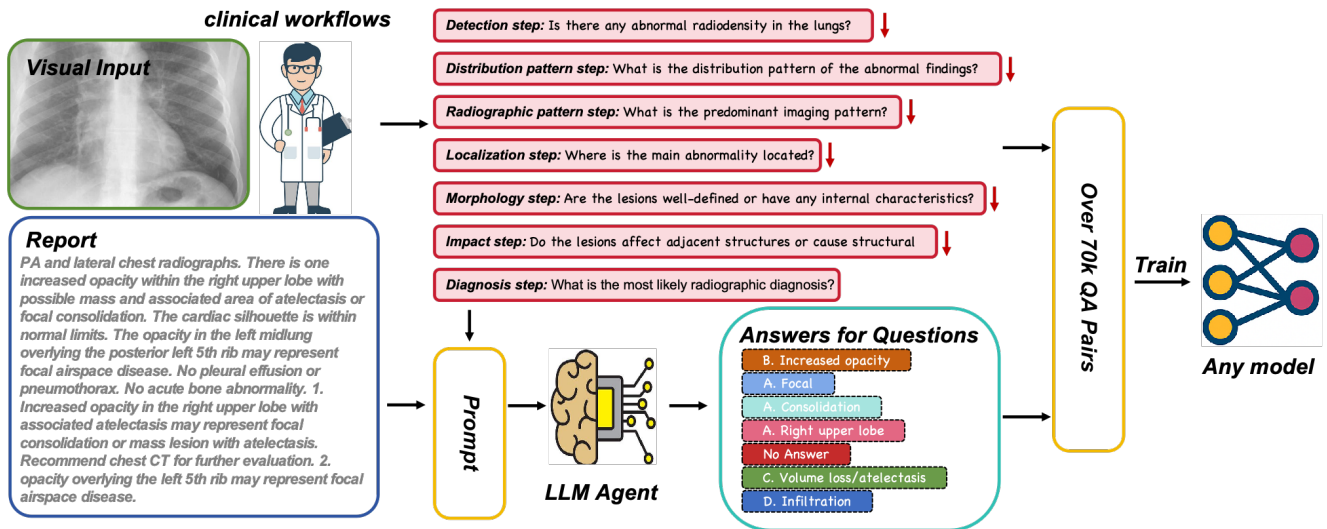 clinical workflows
Visual Input
Detection step: Is there any abnormal radiodensity in the lungs?
Distribution pattern step: What is the distribution pattern of the abnormal findings?
Radiographic pattern step: What is the predominant imaging pattern?
Localization step: Where is the main abnormality located?
Morphology step: Are the lesions well-defined or have any internal characteristics?
Impact step: Do the lesions affect adjacent structures or cause structural
Diagnosis step: What is the most likely radiographic diagnosis?
Report
PA and lateral chest radiographs. There is one
increased opacity within the right upper lobe with
possible mass and associated area of atelectasis or
focal consolidation. The cardiac silhouette is within
normal limits. The opacity in the left midlung
overlying the posterior left 5th rib may represent
focal airspace disease. No pleural effusion or
pneumothorax. No acute bone abnormality. 1.
Increased opacity in the right upper lobe with
associated atelectasis may represent focal
consolidation or mass lesion with atelectasis.
Recommend chest CT for further evaluation. 2.
opacity overlying the left 5th rib may represent focal
airspace disease.
Prompt
LLM Agent
Answers for Questions
B. Increased opacity
A. Focal
A. Consolidation
A. Right upper lobe
No Answer
C. Volume loss/atelectasis
D. Infiltration
Over 70k QA Pairs
Train
Any model